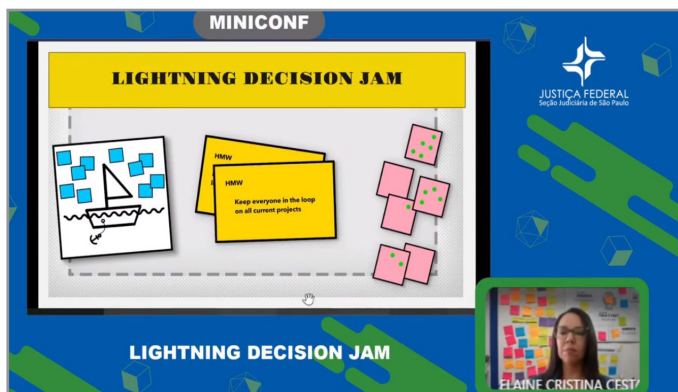 MINICONF
LIGHTNING DECISION JAM
JUSTIÇA FEDERAL
Seção Judiciária de São Paulo
HMW
HMW
Keep everyone in the loop
on all current projects
LIGHTNING DECISION JAM
ELAINE CRISTINA CEST